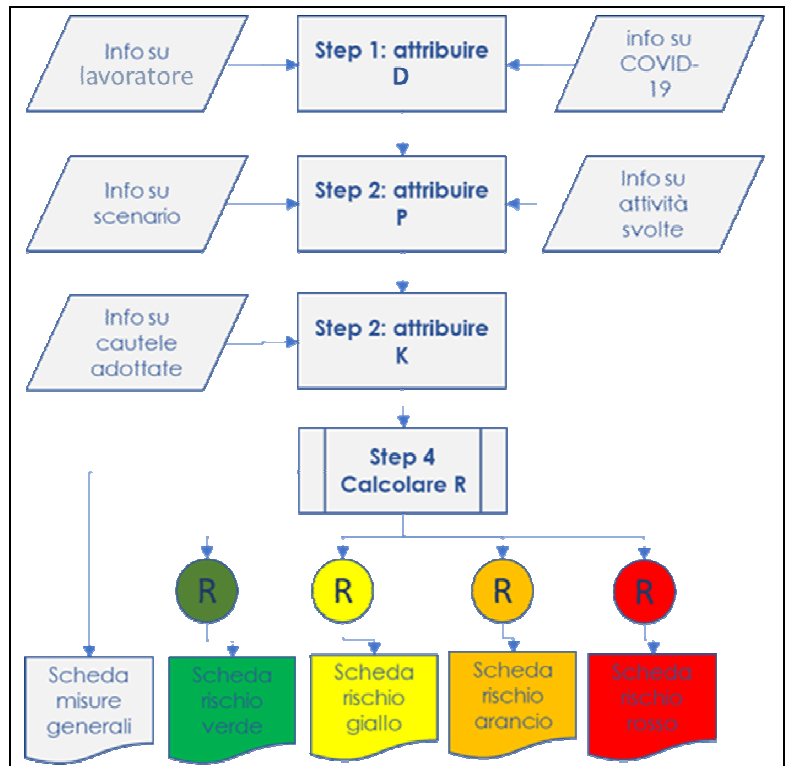 Info su
lavoratore
Step 1: attribuire
D
info su
COVID-
19
Info su
scenario
Step 2: attribuire
P
Info su
attività
svolte
Info su
cautele
adottate
Step 2: attribuire
K
Step 4
Calcolare R
R
R
R
R
Scheda
misure
generali
Scheda
rischio
verde
Scheda
rischio
giallo
Scheda
rischio
arancio
Scheda
rischio
rosso